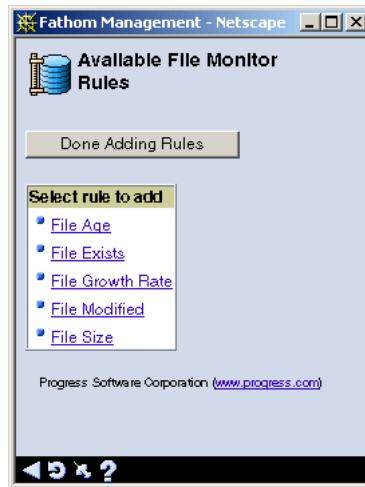 Fathom Management - Netscape
Available File Monitor
Rules
Done Adding Rules
Select rule to add
File Age
File Exists
File Growth Rate
File Modified
File Size
Progress Software Corporation (www.progress.com)
?